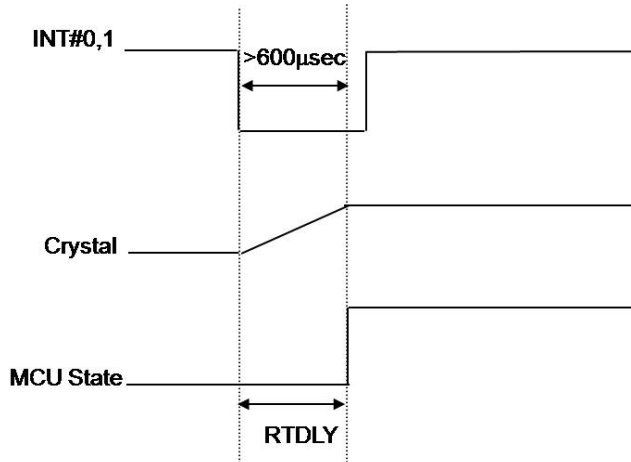 INT#0,1
>600μsec
Crystal
MCU State
RTDLY